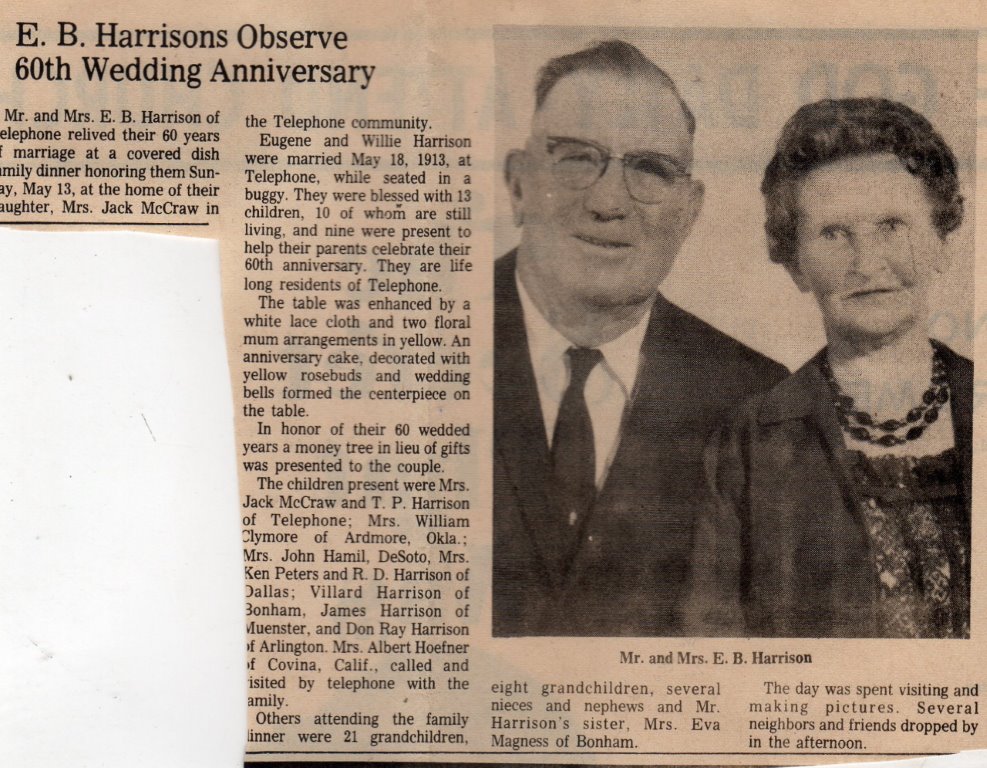 E. B. Harrisons Observe
60th Wedding Anniversary
Mr. and Mrs. E. B. Harrison of
elephone relived their 60 years
f marriage at a covered dish
amily dinner honoring them Sun-
ay, May 13, at the home of their
aughter, Mrs. Jack McCraw in
the Telephone community.
Eugene and Willie Harrison
were married May 18, 1913, at
Telephone, while seated in a
buggy. They were blessed with 13
children, 10 of whom are still
living, and nine were present to
help their parents celebrate their
60th anniversary. They are life
long residents of Telephone.
The table was enhanced by a
white lace cloth and two floral
mum arrangements in yellow. An
anniversary cake, decorated with
yellow rosebuds and wedding
bells formed the centerpiece on
the table.
In honor of their 60 wedded
years a money tree in lieu of gifts
was presented to the couple.
The children present were Mrs.
Jack McCraw and T. P. Harrison
of Telephone; Mrs. William
Clymore of Ardmore, Okla.;
Mrs. John Hamil, DeSoto, Mrs.
Ken Peters and R. D. Harrison of
Dallas; Villard Harrison of
Bonham, James Harrison of
Muenster, and Don Ray Harrison
of Arlington. Mrs. Albert Hoefner
of Covina, Calif., called and
isited by telephone with the
amily.
Others attending the family
dinner were 21 grandchildren,
Mr. and Mrs. E. B. Harrison
eight grandchildren, several
nieces and nephews and Mr.
Harrison's sister, Mrs. Eva
Magness of Bonham.
The day was spent visiting and
making pictures. Several
neighbors and friends dropped by
in the afternoon.